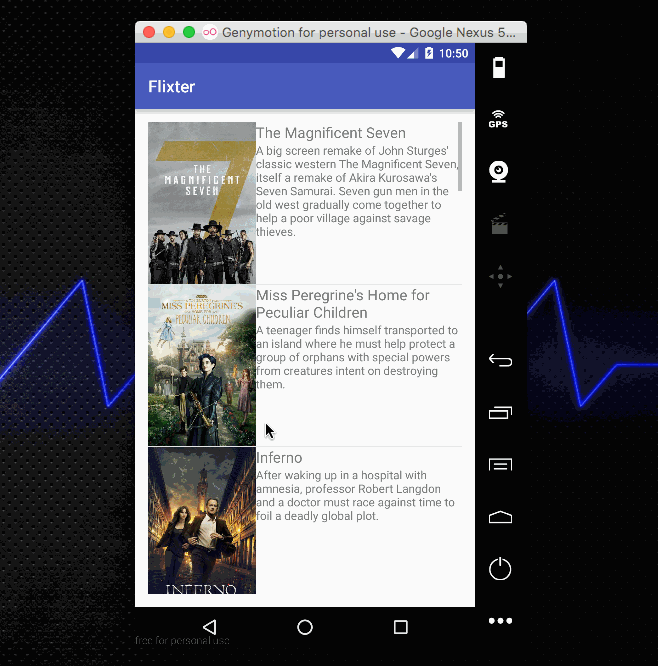 Genymotion for personal use - Google Nexus 5...
10:50
Flixter
GPS
THE
MAGNIFICENT
SEVEN
The Magnificent Seven
A big screen remake of John Sturges'
classic western The Magnificent Seven,
itself a remake of Akira Kurosawa's
Seven Samurai. Seven gun men in the
old west gradually come together to
help a poor village against savage
thieves.
MISS PEREGRINE'S
PECULIAR CHILDREN
Miss Peregrine's Home for
Peculiar Children
A teenager finds himself transported to
an island where he must help protect a
group of orphans with special powers
from creatures intent on destroying
them.
INFERNO
Inferno
After waking up in a hospital with
amnesia, professor Robert Langdon
and a doctor must race against time to
foil a deadly global plot.
free for personal use